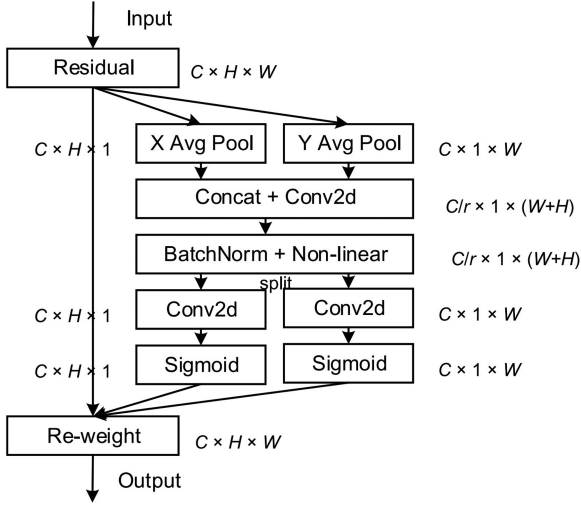 Input
Residual
C × H × W
C × H × 1
X Avg Pool
Y Avg Pool
C × 1 × W
Concat + Conv2d
C/r × 1 × (W+H)
BatchNorm + Non-linear
C/r × 1 × (W+H)
split
C × H × 1
Conv2d
Conv2d
C × 1 × W
C × H × 1
Sigmoid
Sigmoid
C × 1 × W
Re-weight
C × H × W
Output